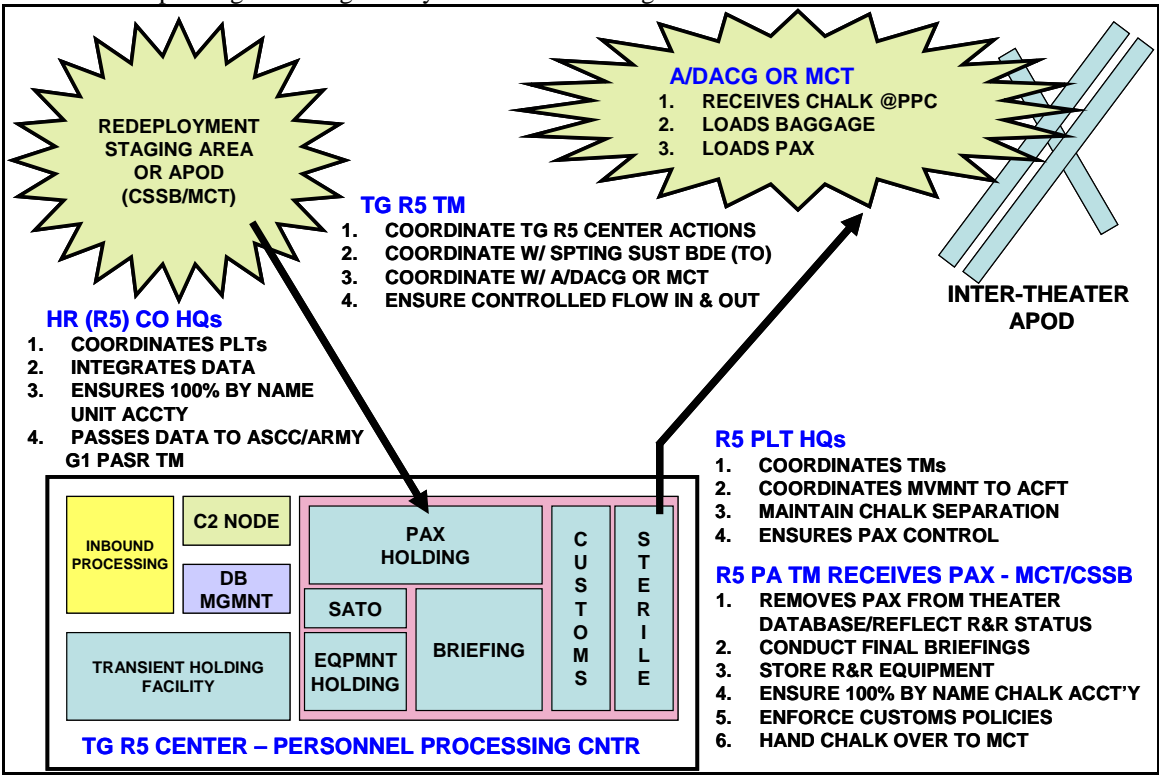 REDEPLOYMENT
STAGING AREA
OR APOD
(CSSB/MCT)
A/DACG OR MCT
1. RECEIVES CHALK @PPC
2. LOADS BAGGAGE
3. LOADS PAX
TG R5 TM
1. COORDINATE TG R5 CENTER ACTIONS
2. COORDINATE W/ SPTING SUST BDE (TO)
3. COORDINATE W/ A/DACG OR MCT
4. ENSURE CONTROLLED FLOW IN & OUT
INTER-THEATER
APOD
HR (R5) CO HQs
1. COORDINATES PLTs
2. INTEGRATES DATA
3. ENSURES 100% BY NAME
UNIT ACCTY
4. PASSES DATA TO ASCC/ARMY
G1 PASR TM
R5 PLT HQs
1. COORDINATES TMs
2. COORDINATES MVMNT TO ACFT
3. MAINTAIN CHALK SEPARATION
4. ENSURES PAX CONTROL
R5 PA TM RECEIVES PAX - MCT/CSSB
1. REMOVES PAX FROM THEATER
DATABASE/REFLECT R&R STATUS
2. CONDUCT FINAL BRIEFINGS
3. STORE R&R EQUIPMENT
4. ENSURE 100% BY NAME CHALK ACCT'Y
5. ENFORCE CUSTOMS POLICIES
6. HAND CHALK OVER TO MCT
INBOUND
PROCESSING
C2 NODE
DB
MGMNT
TRANSIENT HOLDING
FACILITY
PAX
HOLDING
SATO
EQPMNT
HOLDING
BRIEFING
CUSTOMS
STERILE
TG R5 CENTER – PERSONNEL PROCESSING CNTR